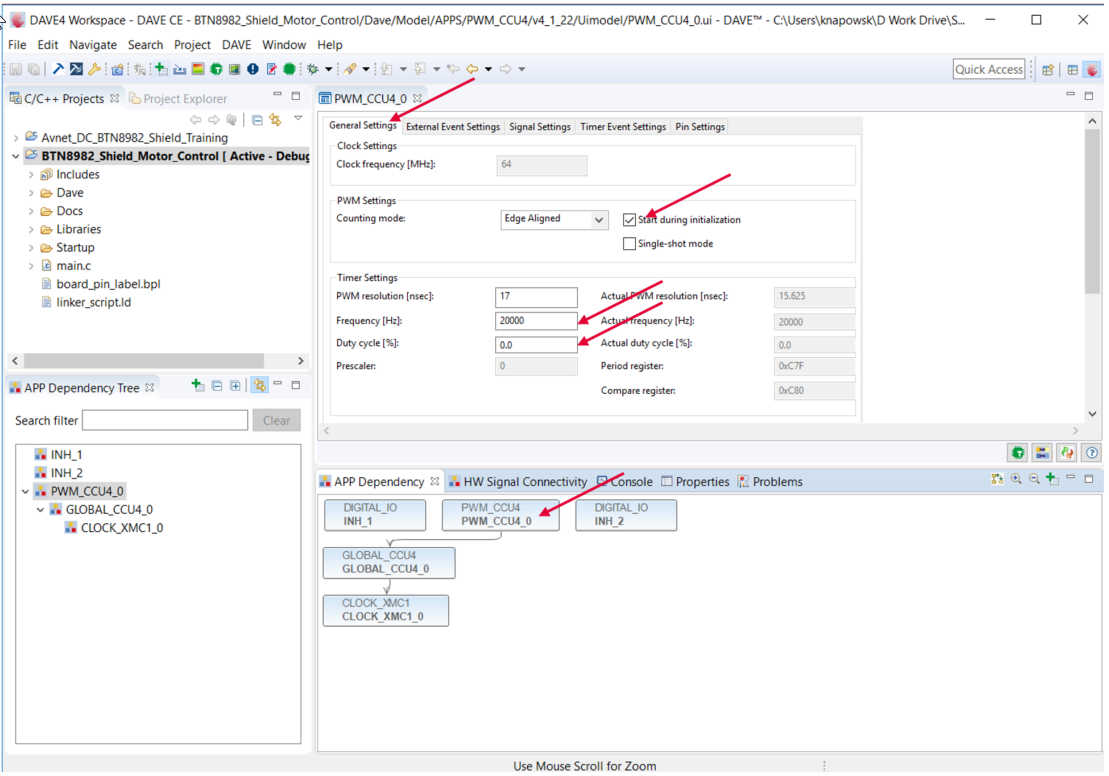 DAVE4 Workspace - DAVE CE - BTN8982_Shield_Motor_Control/Dave/Model/APPS/PWM_CCU4/v4_1_22/Uimodel/PWM_CCU4_0.ui - DAVE™ - C:\Users\knapowsk\D Work Drive\S...
File Edit Navigate Search Project DAVE Window Help
Quick Access
C/C++ Projects Project Explorer
Avnet_DC_BTN8982_Shield_Training
BTN8982_Shield_Motor_Control [ Active - Debug
Includes
Dave
Docs
Libraries
Startup
main.c
board_pin_label.bpl
linker_script.ld
APP Dependency Tree
Search filter Clear
INH_1
INH_2
PWM_CCU4_0
GLOBAL_CCU4_0
CLOCK_XMC1_0
PWM_CCU4_0
General Settings External Event Settings Signal Settings Timer Event Settings Pin Settings
Clock Settings
Clock frequency [MHz]: 64
PWM Settings
Counting mode: Edge Aligned Start during initialization
Single-shot mode
Timer Settings
PWM resolution [nsec]: 17 Actual PWM resolution [nsec]: 15.625
Frequency [Hz]: 20000 Actual frequency [Hz]: 20000
Duty cycle [%]: 0.0 Actual duty cycle [%]: 0.0
Prescaler: 0 Period register: 0xC7F
Compare register: 0xC80
APP Dependency HW Signal Connectivity Console Properties Problems
DIGITAL_IO PWM_CCU4 DIGITAL_IO
INH_1 PWM_CCU4_0 INH_2
GLOBAL_CCU4
GLOBAL_CCU4_0
CLOCK_XMC1
CLOCK_XMC1_0
Use Mouse Scroll for Zoom